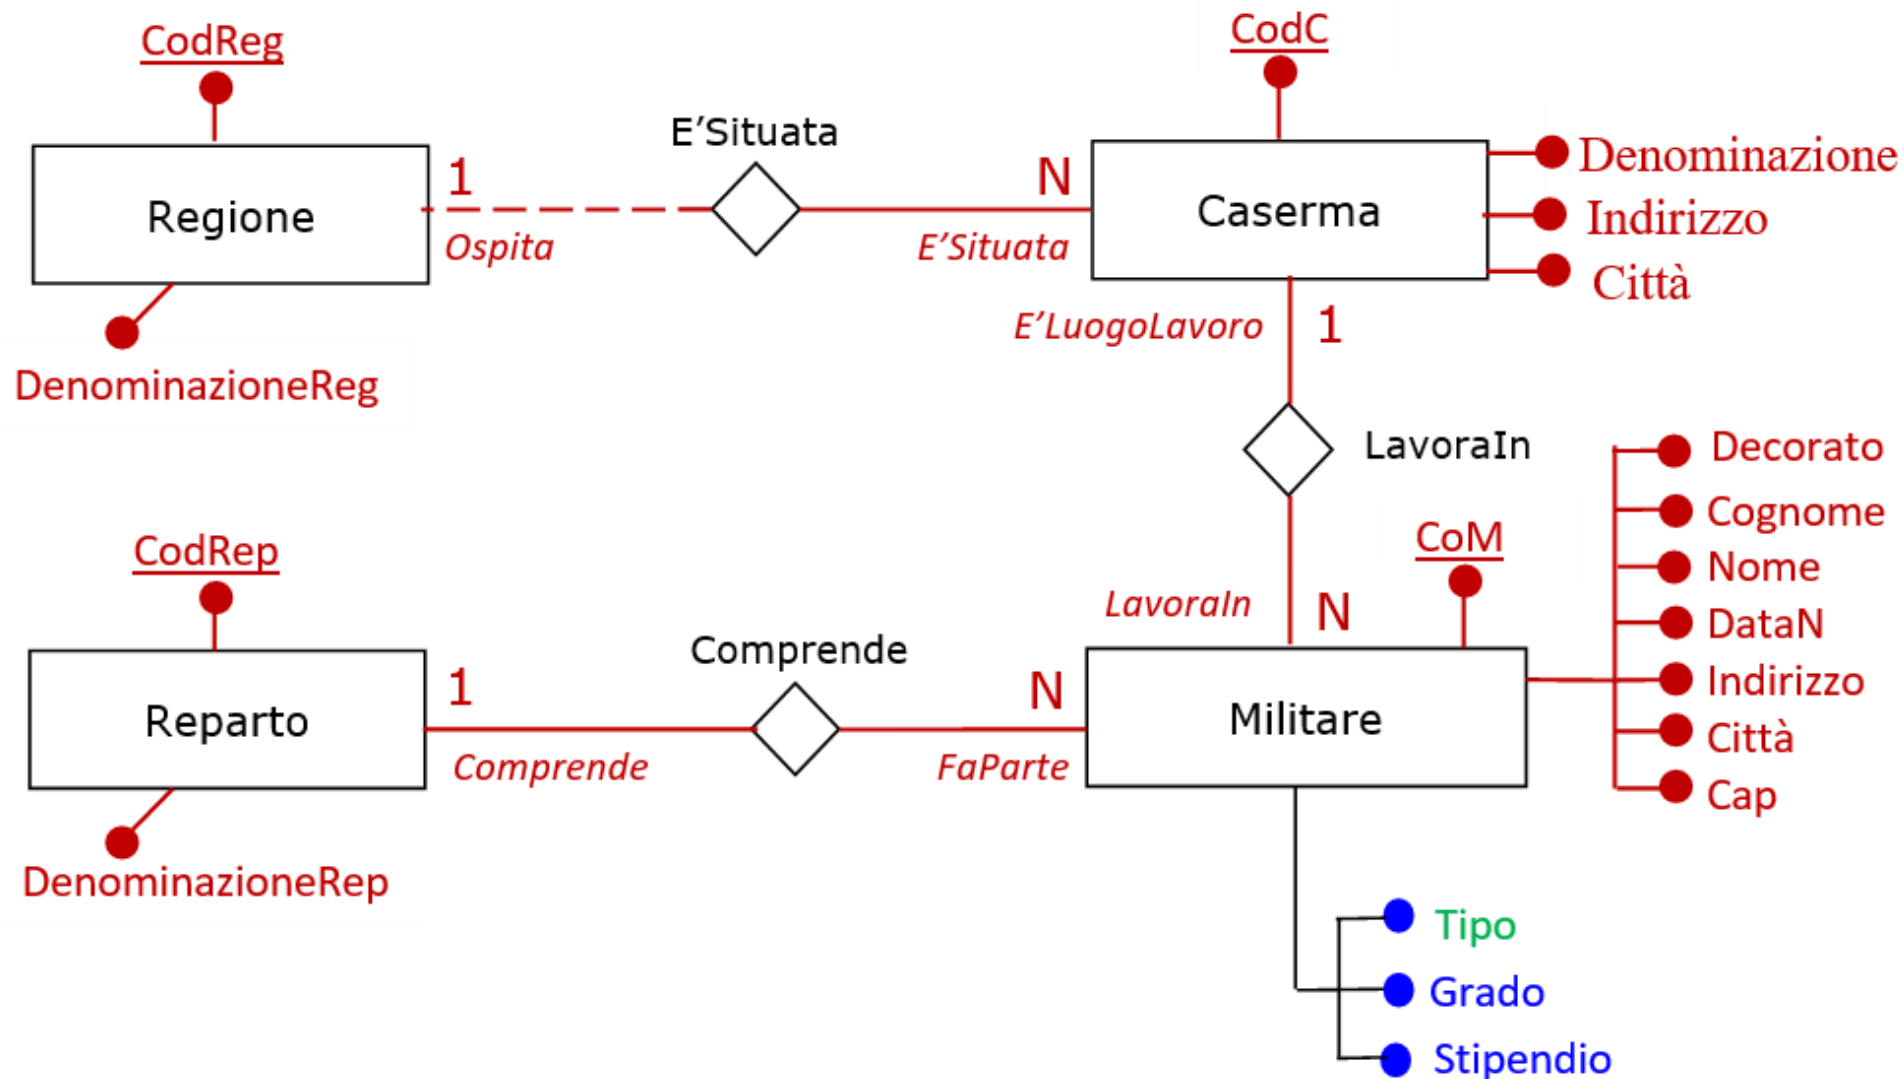 CodReg
CodC
E'Situata
1
N
Regione
Caserma
Denominazione
Indirizzo
Città
Ospita
E'Situata
E'LuogoLavoro
1
DenominazioneReg
LavoraIn
Decorato
Cognome
Nome
DataN
Indirizzo
Città
Cap
CodRep
CoM
LavoraIn
N
Comprende
1
N
Reparto
Militare
Comprende
FaParte
DenominazioneRep
Tipo
Grado
Stipendio